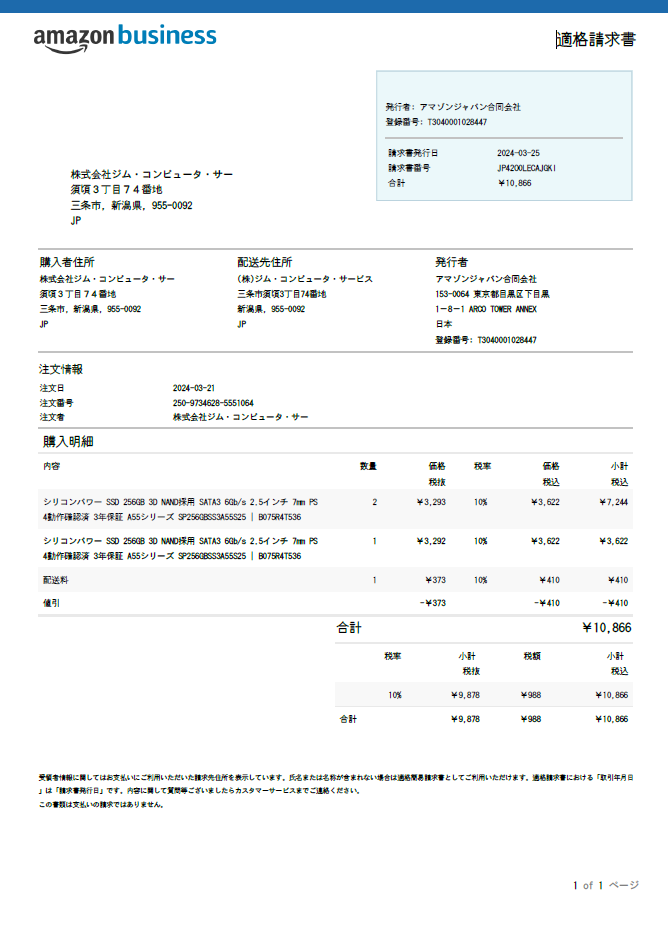 amazon business
適格請求書
発行者: アマゾンジャパン合同会社
登録番号: T3040001028447
請求書発行日 2024-03-25
請求書番号 JP4200LECAJGKI
合計 ￥10,866
株式会社ジム・コンピュータ・サー
須頃３丁目７４番地
三条市, 新潟県, 955-0092
JP
購入者住所 配送先住所 発行者
株式会社ジム・コンピュータ・サー (株)ジム・コンピュータ・サービス アマゾンジャパン合同会社
須頃３丁目７４番地 三条市須頃3丁目74番地 153-0064 東京都目黒区下目黒
三条市, 新潟県, 955-0092 新潟県, 955-0092 1-8-1 ARCO TOWER ANNEX
JP JP 日本
登録番号: T3040001028447
注文情報
注文日 2024-03-21
注文番号 250-9734628-5551064
注文者 株式会社ジム・コンピュータ・サー
購入明細
内容 数量 価格 税率 価格 小計
税抜 税込 税込
シリコンパワー SSD 256GB 3D NAND採用 SATA3 6Gb/s 2.5インチ 7mm PS 2 ￥3,293 10% ￥3,622 ￥7,244
4動作確認済 3年保証 A55シリーズ SP256GBSS3A55S25 | B075R4T536
シリコンパワー SSD 256GB 3D NAND採用 SATA3 6Gb/s 2.5インチ 7mm PS 1 ￥3,292 10% ￥3,622 ￥3,622
4動作確認済 3年保証 A55シリーズ SP256GBSS3A55S25 | B075R4T536
配送料 1 ￥373 10% ￥410 ￥410
値引 -￥373 -￥410 -￥410
合計 ￥10,866
税率 小計 税額 小計
税抜 税込
10% ￥9,878 ￥988 ￥10,866
合計 ￥9,878 ￥988 ￥10,866
受領者情報に関してはお支払いにご利用いただいた請求先住所を表示しています。氏名または名称が含まれない場合は適格簡易請求書としてご利用いただけます。適格請求書における「取引年月日
」は「請求書発行日」です。内容に関して質問等ございましたらカスタマーサービスまでご連絡ください。
この書類は支払いの請求ではありません。
1 of 1 ページ